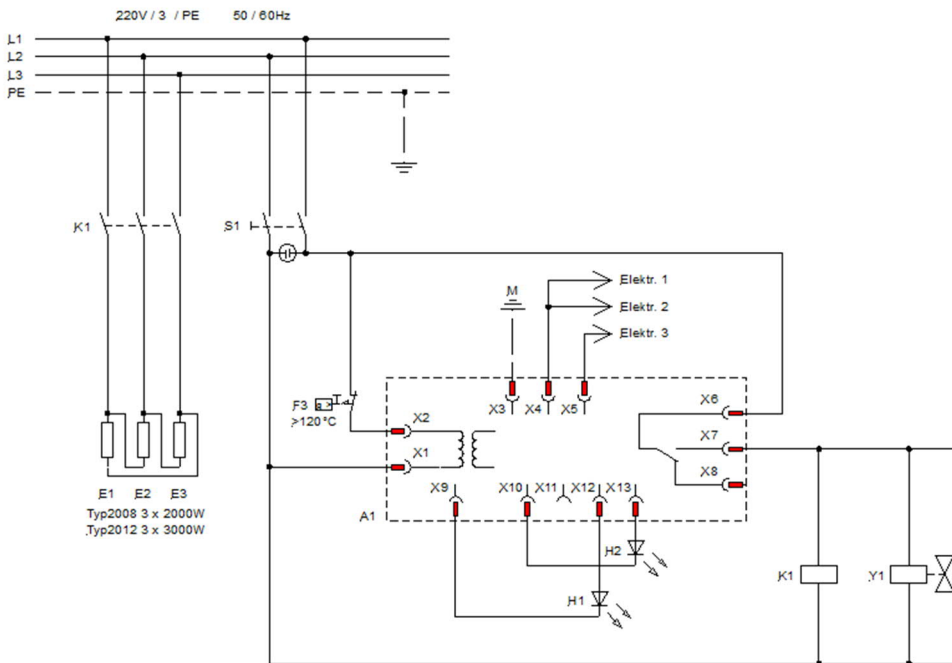 220V / 3 / PE 50 / 60Hz
L1
L2
L3
PE
K1
S1
Elektr. 1
M
Elektr. 2
Elektr. 3
F3
>120°C
X3 X4 X5
X6
X2
X7
X1
X8
X9 X10 X11 X12 X13
A1
E1 E2 E3
Typ2008 3 x 2000W
Typ2012 3 x 3000W
H2
K1 Y1
H1